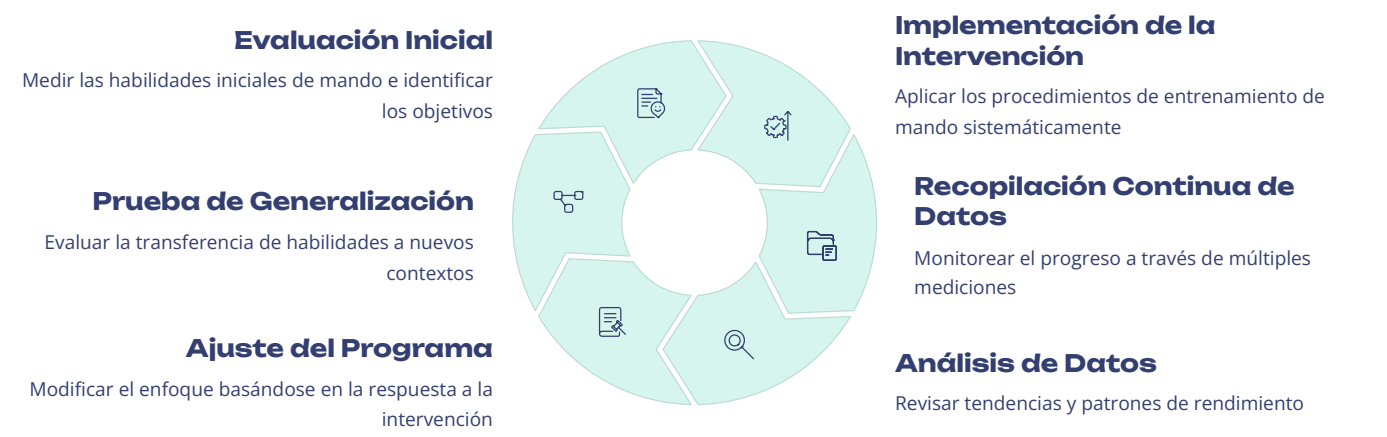 Evaluación Inicial
Medir las habilidades iniciales de mando e identificar
los objetivos
Implementación de la
Intervención
Aplicar los procedimientos de entrenamiento de
mando sistemáticamente
Recopilación Continua de
Datos
Monitorear el progreso a través de múltiples
mediciones
Análisis de Datos
Revisar tendencias y patrones de rendimiento
Ajuste del Programa
Modificar el enfoque basándose en la respuesta a la
intervención
Prueba de Generalización
Evaluar la transferencia de habilidades a nuevos
contextos